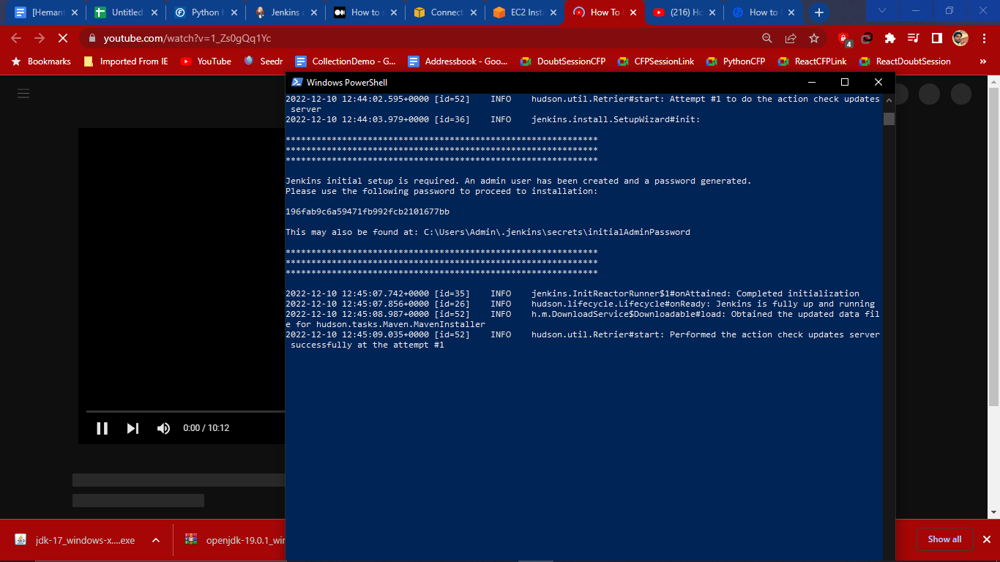 [Hemant
Untitled
Python F
Jenkins o
How to s
Connect
EC2 Inst
How To
(216) Ho
How to
youtube.com/watch?v=1_Zs0gQq1Yc
4
Bookmarks
Imported From IE
YouTube
Seedr
CollectionDemo - G...
Addressbook - Goo...
DoubtSessionCFP
CFPSessionLink
PythonCFP
ReactCFPLink
ReactDoubtSession
»
Windows PowerShell
2022-12-10 12:44:02.595+0000 [id=52] INFO hudson.util.Retrier#start: Attempt #1 to do the action check updates
server
2022-12-10 12:44:03.979+0000 [id=36] INFO jenkins.install.SetupWizard#init:
*************************************************************
*************************************************************
*************************************************************
Jenkins initial setup is required. An admin user has been created and a password generated.
Please use the following password to proceed to installation:
196fab9c6a59471fb992fcb2101677bb
This may also be found at: C:\Users\Admin\.jenkins\secrets\initialAdminPassword
*************************************************************
*************************************************************
*************************************************************
2022-12-10 12:45:07.742+0000 [id=35] INFO jenkins.InitReactorRunner$1#onAttained: Completed initialization
2022-12-10 12:45:07.856+0000 [id=26] INFO hudson.lifecycle.Lifecycle#onReady: Jenkins is fully up and running
2022-12-10 12:45:08.987+0000 [id=52] INFO h.m.DownloadService$Downloadable#load: Obtained the updated data fil
e for hudson.tasks.Maven.MavenInstaller
2022-12-10 12:45:09.035+0000 [id=52] INFO hudson.util.Retrier#start: Performed the action check updates server
successfully at the attempt #1
0:00 / 10:12
jdk-17_windows-x....exe
openjdk-19.0.1_wi
Show all